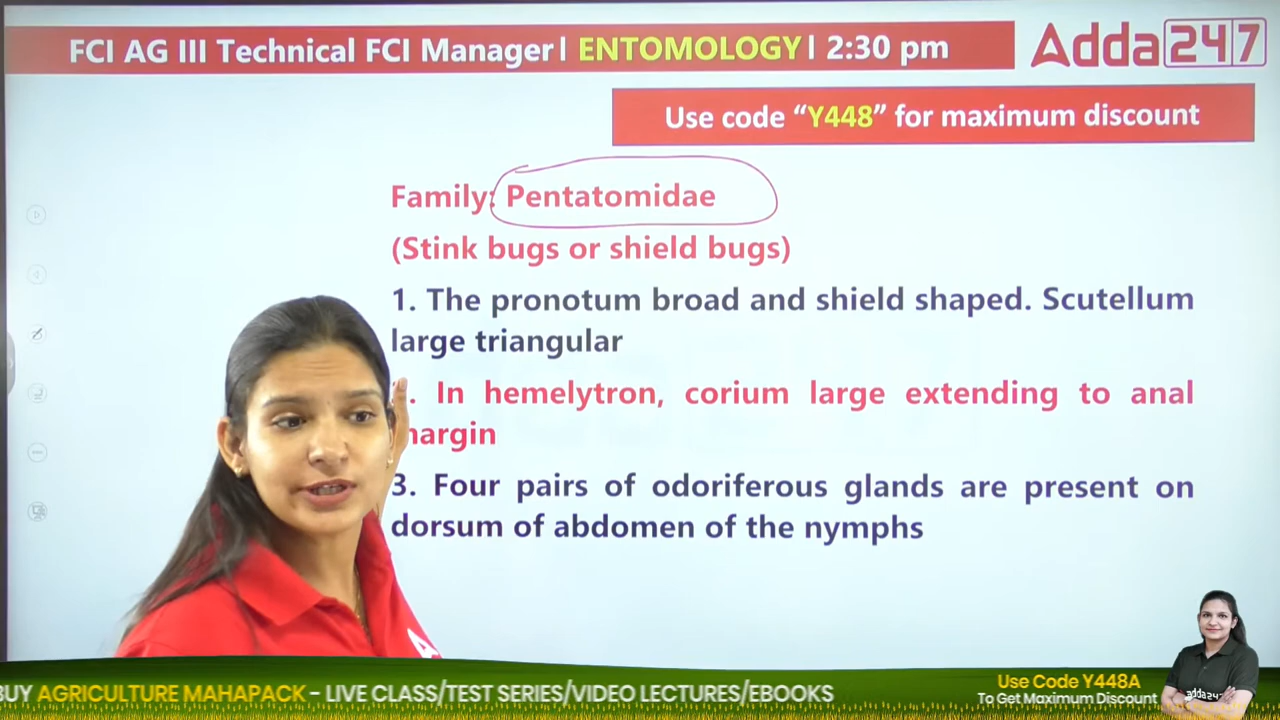 FCI AG III Technical FCI Manager| ENTOMOLOGY| 2:30 pm
Adda247
Use code “Y448” for maximum discount
Family: Pentatomidae
(Stink bugs or shield bugs)
1. The pronotum broad and shield shaped. Scutellum
large triangular
In hemelytron, corium large extending to anal
3. Four pairs of odoriferous glands are present on
dorsum of abdomen of the nymphs
adda247
BUY AGRICULTURE MAHAPACK - LIVE CLASS/TEST SERIES/VIDEO LECTURES/EBOOKS
Use Code Y448A
To Get Maximum Discount